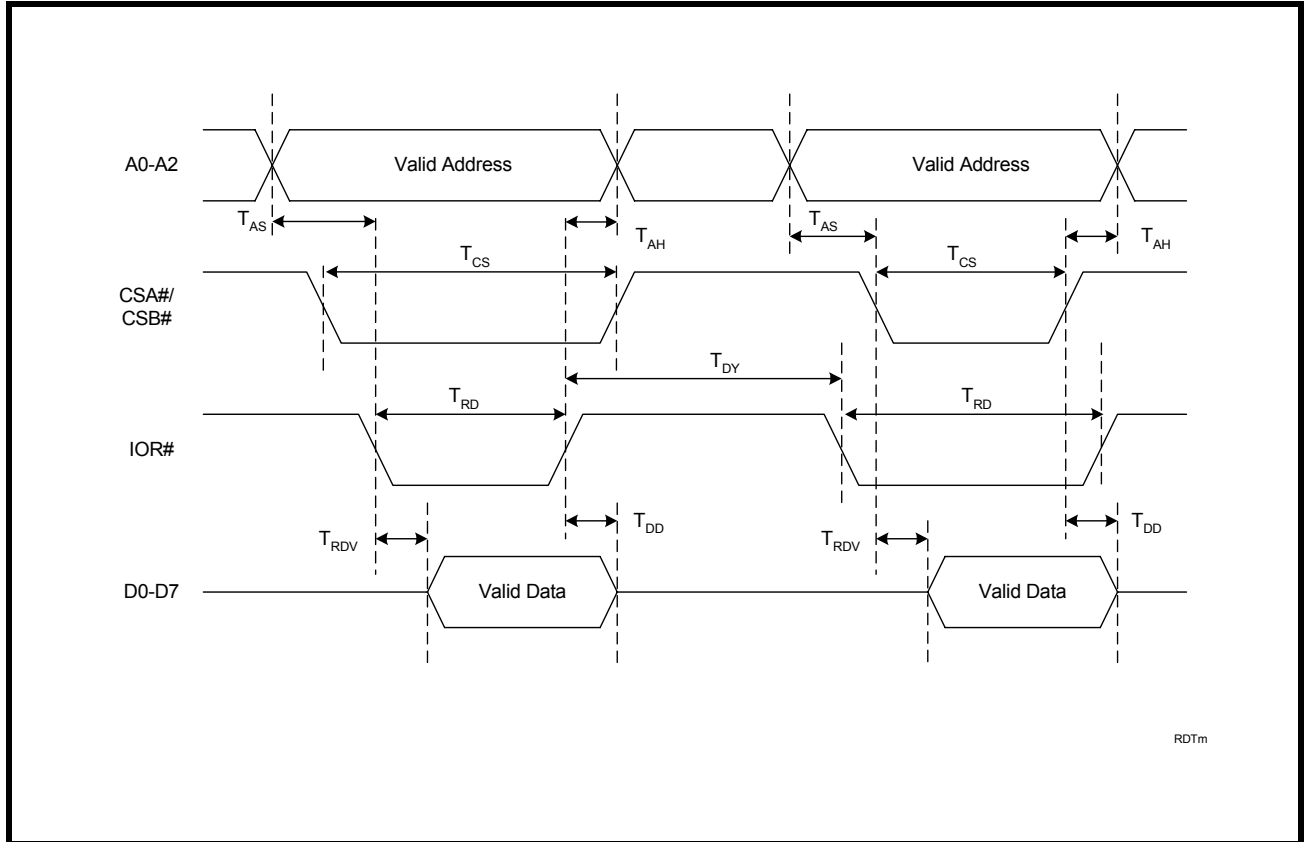 A0-A2
Valid Address
Valid Address
TAS
TAH
TAS
TAH
TCS
TCS
CSA#/
CSB#
TDY
TRD
TRD
IOR#
TRDV
TDD
TRDV
TDD
D0-D7
Valid Data
Valid Data
RDTm